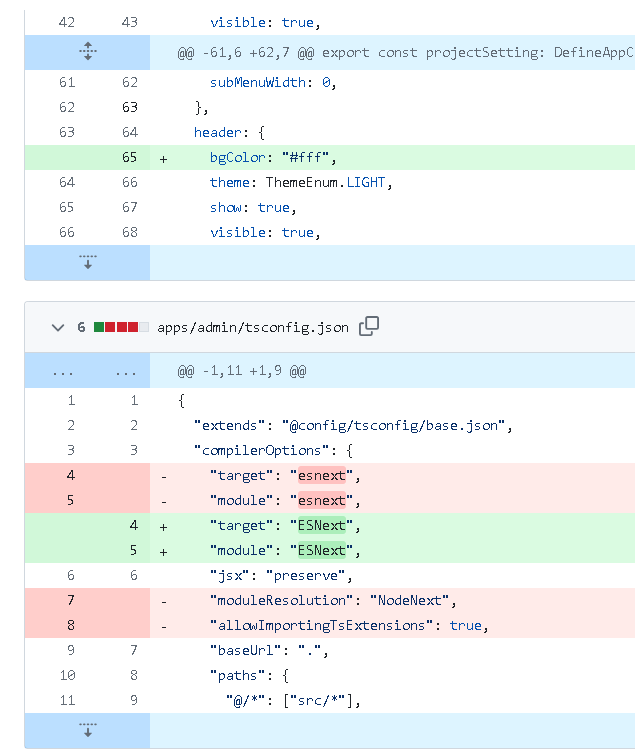 42 43 visible: true,
@@ -61,6 +62,7 @@ export const projectSetting: DefineAppC
61 62 subMenuWidth: 0,
62 63 },
63 64 header: {
65 + bgColor: "#fff",
64 66 theme: ThemeEnum.LIGHT,
65 67 show: true,
66 68 visible: true,
6 apps/admin/tsconfig.json
... ... @@ -1,11 +1,9 @@
1 1 {
2 2 "extends": "@config/tsconfig/base.json",
3 3 "compilerOptions": {
4 - "target": "esnext",
5 - "module": "esnext",
4 + "target": "ESNext",
5 + "module": "ESNext",
6 6 "jsx": "preserve",
7 - "moduleResolution": "NodeNext",
8 - "allowImportingTsExtensions": true,
9 7 "baseUrl": ".",
10 8 "paths": {
11 9 "@/*": ["src/*"],